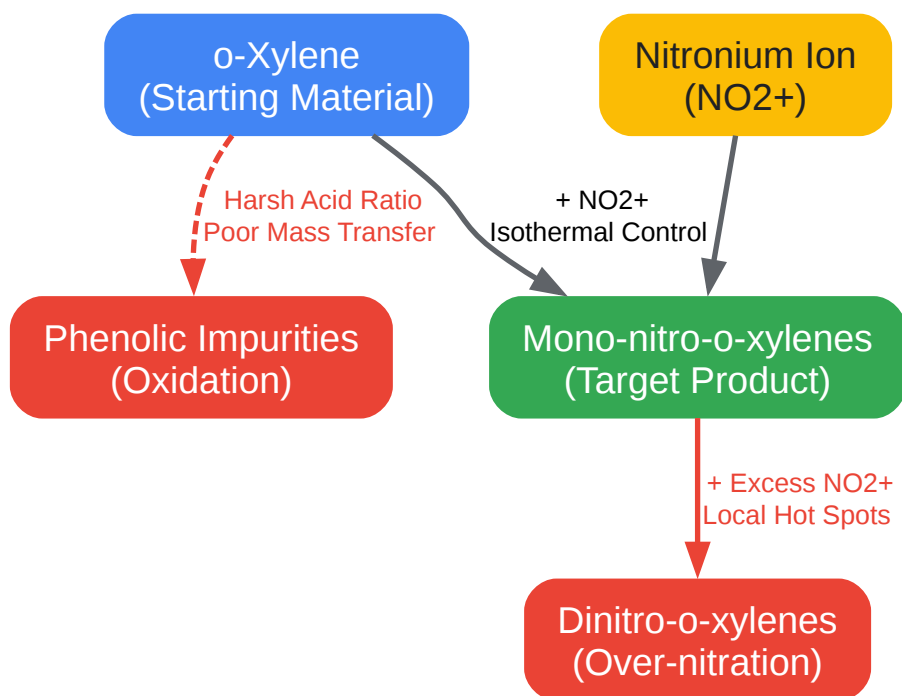 o-Xylene
(Starting Material)
Nitronium Ion
(NO2+)
Harsh Acid Ratio
Poor Mass Transfer
+ NO2+
Isothermal Control
Phenolic Impurities
(Oxidation)
Mono-nitro-o-xylenes
(Target Product)
+ Excess NO2+
Local Hot Spots
Dinitro-o-xylenes
(Over-nitration)